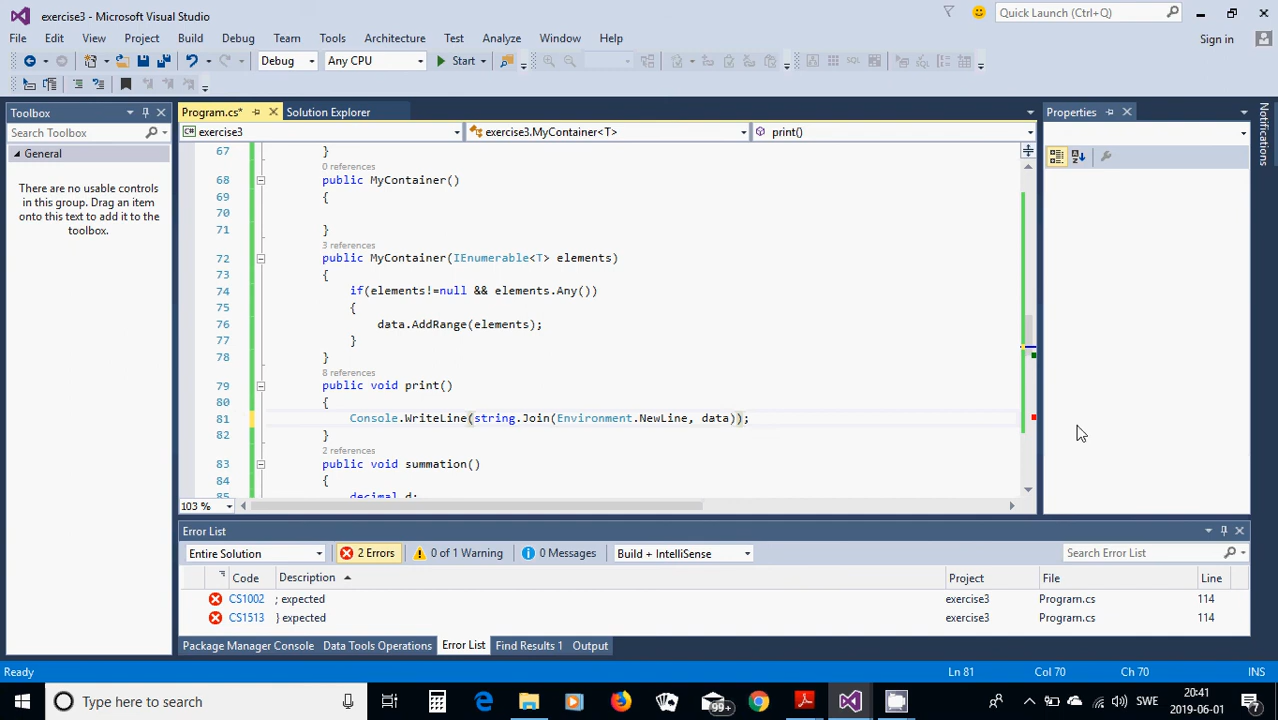 exercise3 - Microsoft Visual Studio
Quick Launch (Ctrl+Q)
File Edit View Project Build Debug Team Tools Architecture Test Analyze Window Help
Sign in
Debug Any CPU Start
Toolbox
Program.cs* Solution Explorer
Properties
Notifications
Search Toolbox
exercise3 exercise3.MyContainer<T> print()
General
There are no usable controls
in this group. Drag an item
onto this text to add it to the
toolbox.
67 }
0 references
68 public MyContainer()
69 {
70
71 }
3 references
72 public MyContainer(IEnumerable<T> elements)
73 {
74 if(elements!=null && elements.Any())
75 {
76 data.AddRange(elements);
77 }
78 }
8 references
79 public void print()
80 {
81 Console.WriteLine(string.Join(Environment.NewLine, data));
82 }
2 references
83 public void summation()
84 {
85 decimal d;
103 %
Error List
Entire Solution 2 Errors 0 of 1 Warning 0 Messages Build + IntelliSense Search Error List
Code Description Project File Line
CS1002 ; expected exercise3 Program.cs 114
CS1513 } expected exercise3 Program.cs 114
Package Manager Console Data Tools Operations Error List Find Results 1 Output
Ready Ln 81 Col 70 Ch 70 INS
Type here to search
99+
SWE
20:41
2019-06-01
7